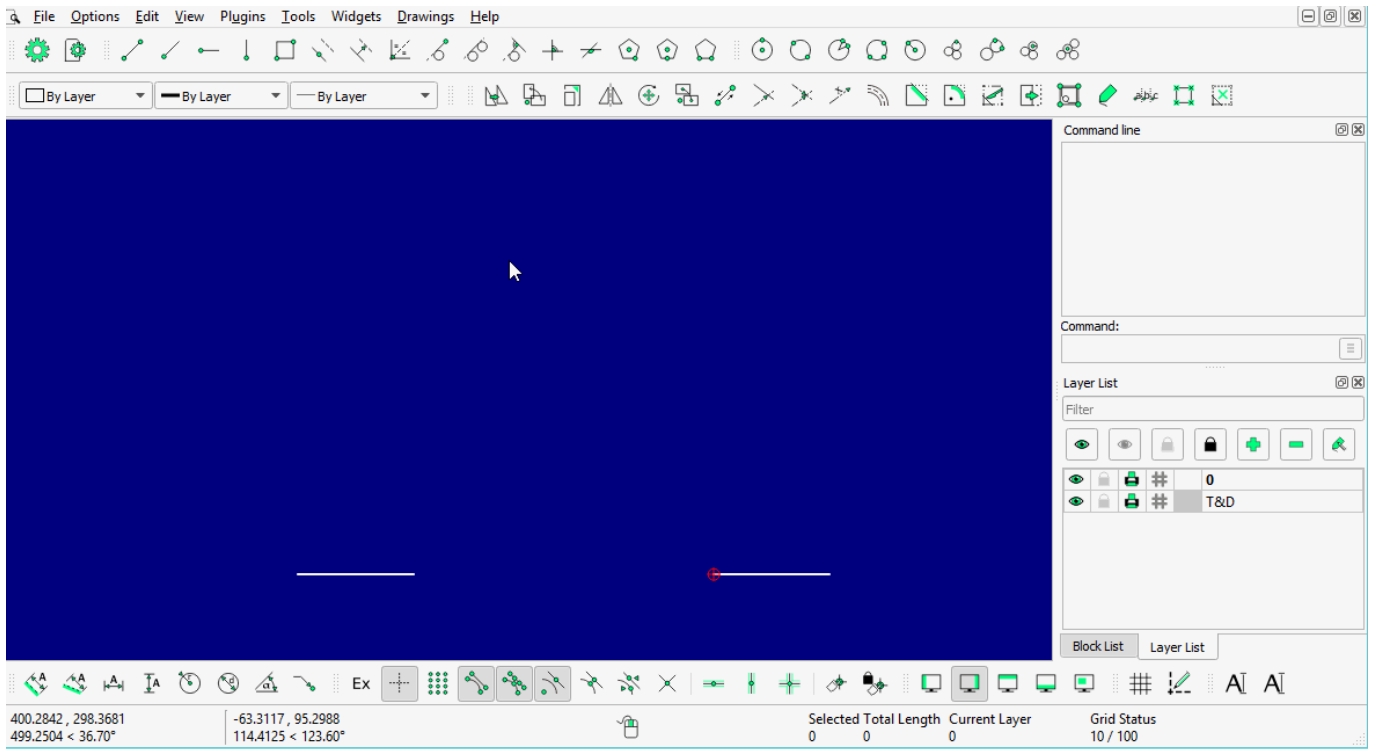 File Options Edit View Plugins Tools Widgets Drawings Help
By Layer By Layer By Layer
Command line
Command:
Layer List
Filter
0
T&D
Block List Layer List
Ex
400.2842 , 298.3681 -63.3117 , 95.2988 Selected Total Length Current Layer Grid Status
499.2504 < 36.70° 114.4125 < 123.60° 0 0 0 10 / 100